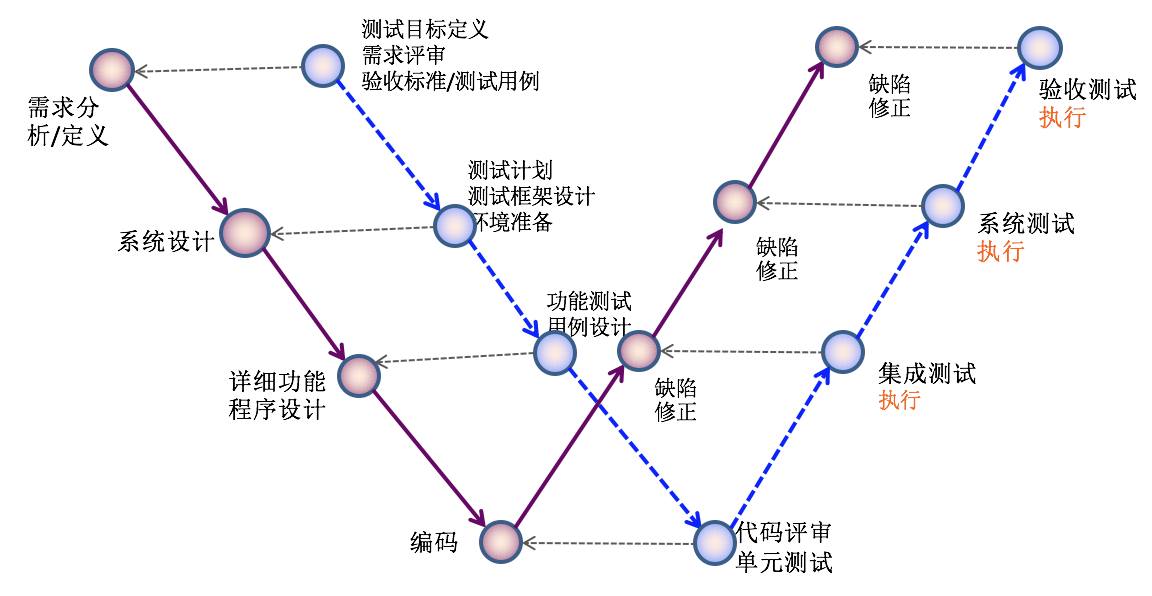 测试目标定义
需求评审
验收标准/测试用例
需求分
析/定义
缺陷
修正
验收测试
执行
测试计划
测试框架设计
环境准备
系统设计
缺陷
修正
系统测试
执行
功能测试
用例设计
详细功能
程序设计
缺陷
修正
集成测试
执行
编码
代码评审
单元测试